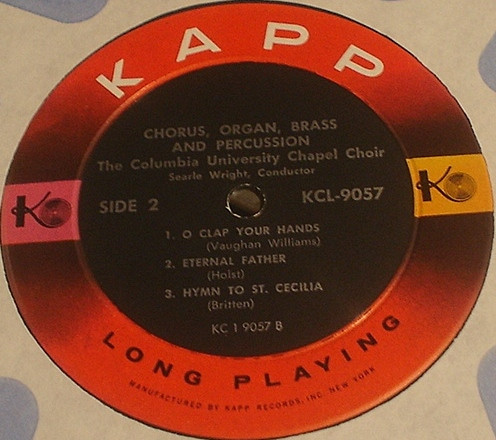 KAPP
CHORUS, ORGAN, BRASS
AND PERCUSSION
The Columbia University Chapel Choir
Searle Wright, Conductor
K
K
SIDE 2
KCL-9057
1. O CLAP YOUR HANDS
(Vaughan Williams)
2. ETERNAL FATHER
(Holst)
3. HYMN TO ST. CECILIA
(Britten)
KC 1 9057 B
LONG PLAYING
MANUFACTURED BY KAPP RECORDS, INC. NEW YORK